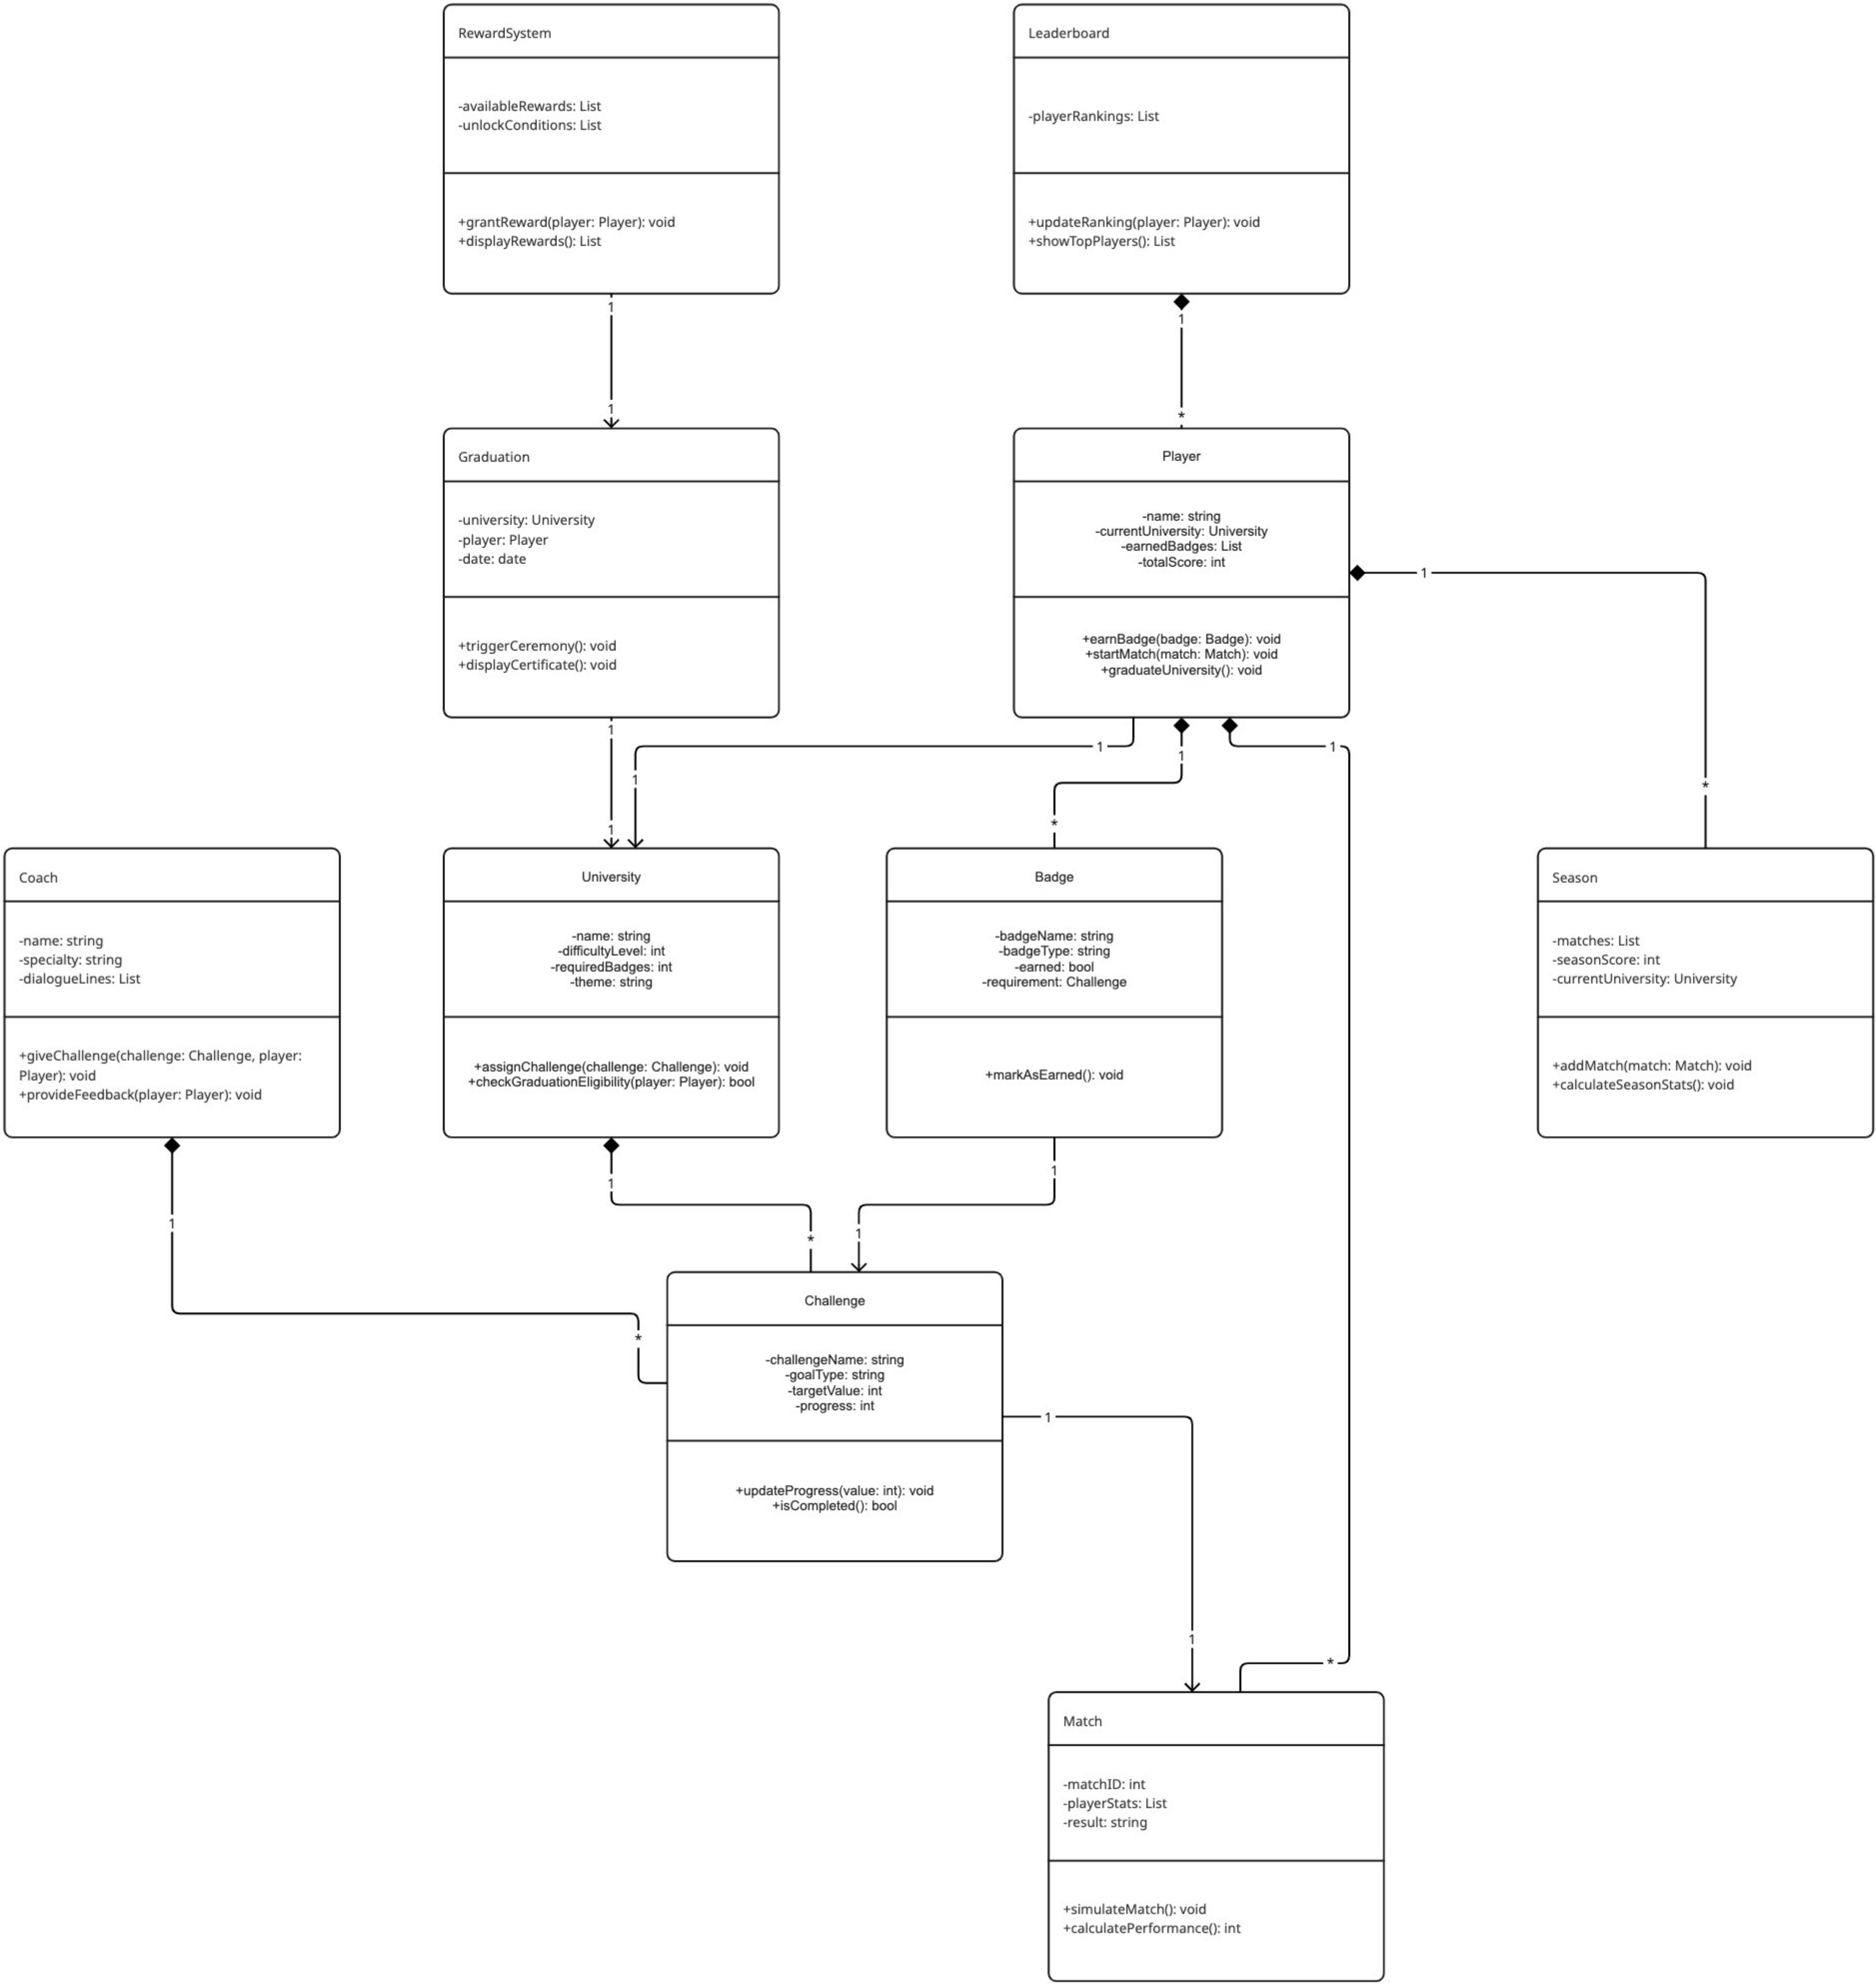 RewardSystem
-availableRewards: List
-unlockConditions: List
+grantReward(player: Player): void
+displayRewards(): List
Leaderboard
-playerRankings: List
+updateRanking(player: Player): void
+showTopPlayers(): List
1
1
1
*
Graduation
-university: University
-player: Player
-date: date
+triggerCeremony(): void
+displayCertificate(): void
Player
-name: string
-currentUniversity: University
-earnedBadges: List
-totalScore: int
+earnBadge(badge: Badge): void
+startMatch(match: Match): void
+graduateUniversity(): void
1
*
1
1
1
1
1
*
1
Coach
-name: string
-specialty: string
-dialogueLines: List
+giveChallenge(challenge: Challenge, player:
Player): void
+provideFeedback(player: Player): void
University
-name: string
-difficultyLevel: int
-requiredBadges: int
-theme: string
+assignChallenge(challenge: Challenge): void
+checkGraduationEligibility(player: Player): bool
Badge
-badgeName: string
-badgeType: string
-earned: bool
-requirement: Challenge
+markAsEarned(): void
Season
-matches: List
-seasonScore: int
-currentUniversity: University
+addMatch(match: Match): void
+calculateSeasonStats(): void
1
*
1
*
1
1
Challenge
-challengeName: string
-goalType: string
-targetValue: int
-progress: int
+updateProgress(value: int): void
+isCompleted(): bool
1
1
*
Match
-matchID: int
-playerStats: List
-result: string
+simulateMatch(): void
+calculatePerformance(): int